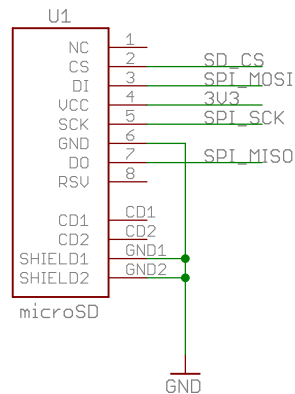 U1
NC 1
CS 2 SD_CS
DI 3 SPI_MOSI
VCC 4 3V3
SCK 5 SPI_SCK
GND 6
DO 7 SPI_MISO
RSV 8
CD1 CD1
CD2 CD2
SHIELD1 GND1
SHIELD2 GND2
microSD
GND